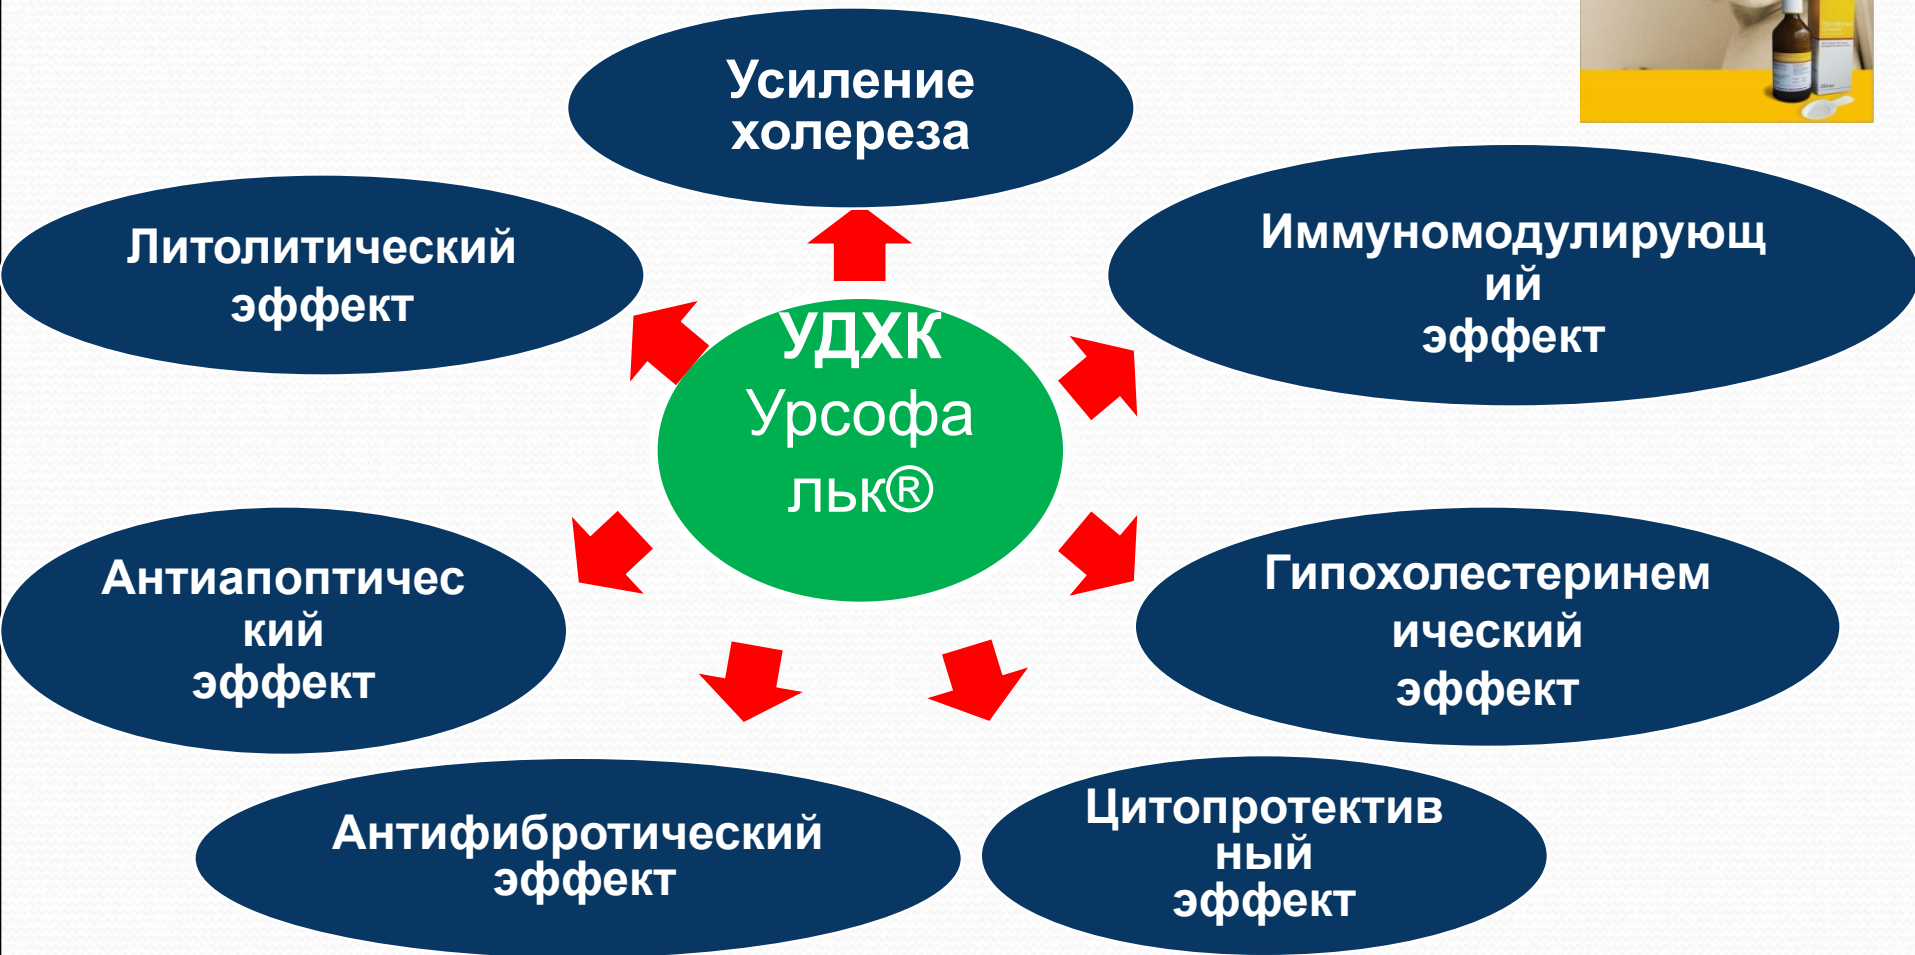 Усиление
холереза
Литолитический
эффект
Иммуномодулирующ
ий
эффект
УДХК
Урсофа
льк®
Антиапоптичес
кий
эффект
Гипохолестеринем
ический
эффект
Антифибротический
эффект
Цитопротектив
ный
эффект